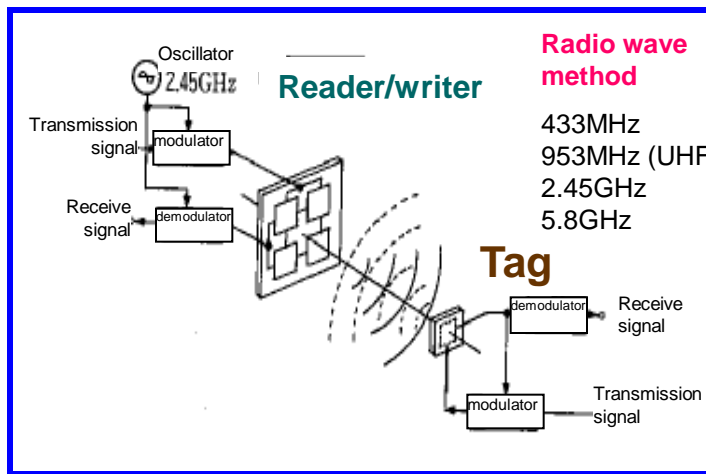 Oscillator
2.45GHz
Reader/writer
Radio wave
method
433MHz
953MHz (UHF
2.45GHz
5.8GHz
Transmission
signal
modulator
Receive
signal
demodulator
Tag
demodulator
Receive
signal
modulator
Transmission
signal